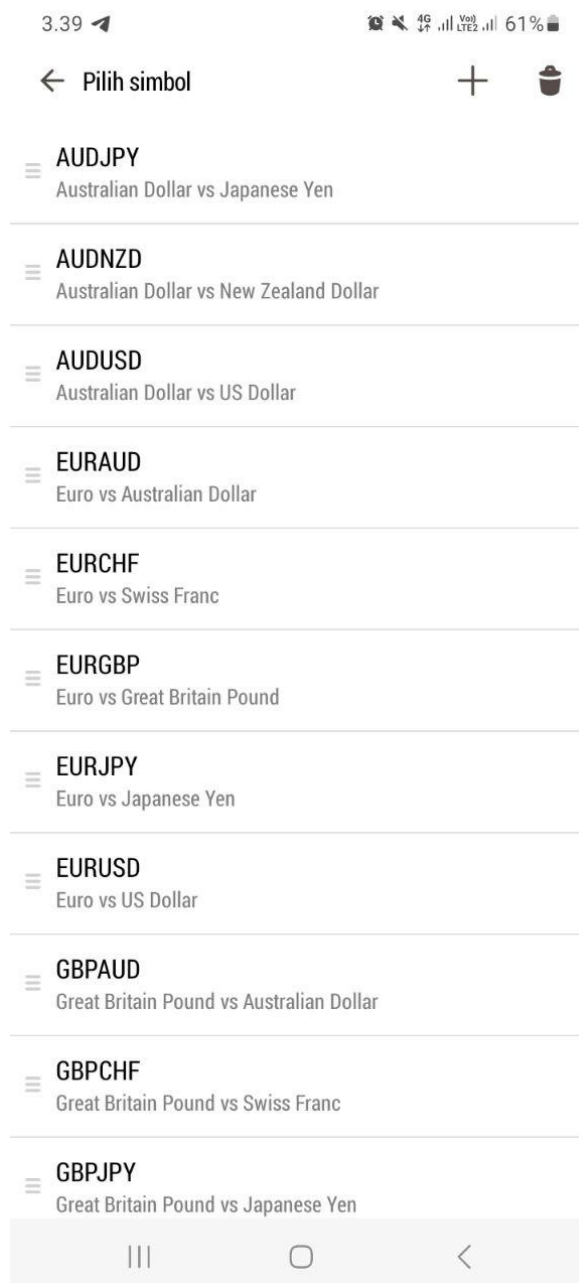 3.39 4G Voo) LTE2 61%
Pilih simbol
AUDJPY
Australian Dollar vs Japanese Yen
AUDNZD
Australian Dollar vs New Zealand Dollar
AUDUSD
Australian Dollar vs US Dollar
EURAUD
Euro vs Australian Dollar
EURCHF
Euro vs Swiss Franc
EURGBP
Euro vs Great Britain Pound
EURJPY
Euro vs Japanese Yen
EURUSD
Euro vs US Dollar
GBPAUD
Great Britain Pound vs Australian Dollar
GBPCHF
Great Britain Pound vs Swiss Franc
GBPJPY
Great Britain Pound vs Japanese Yen